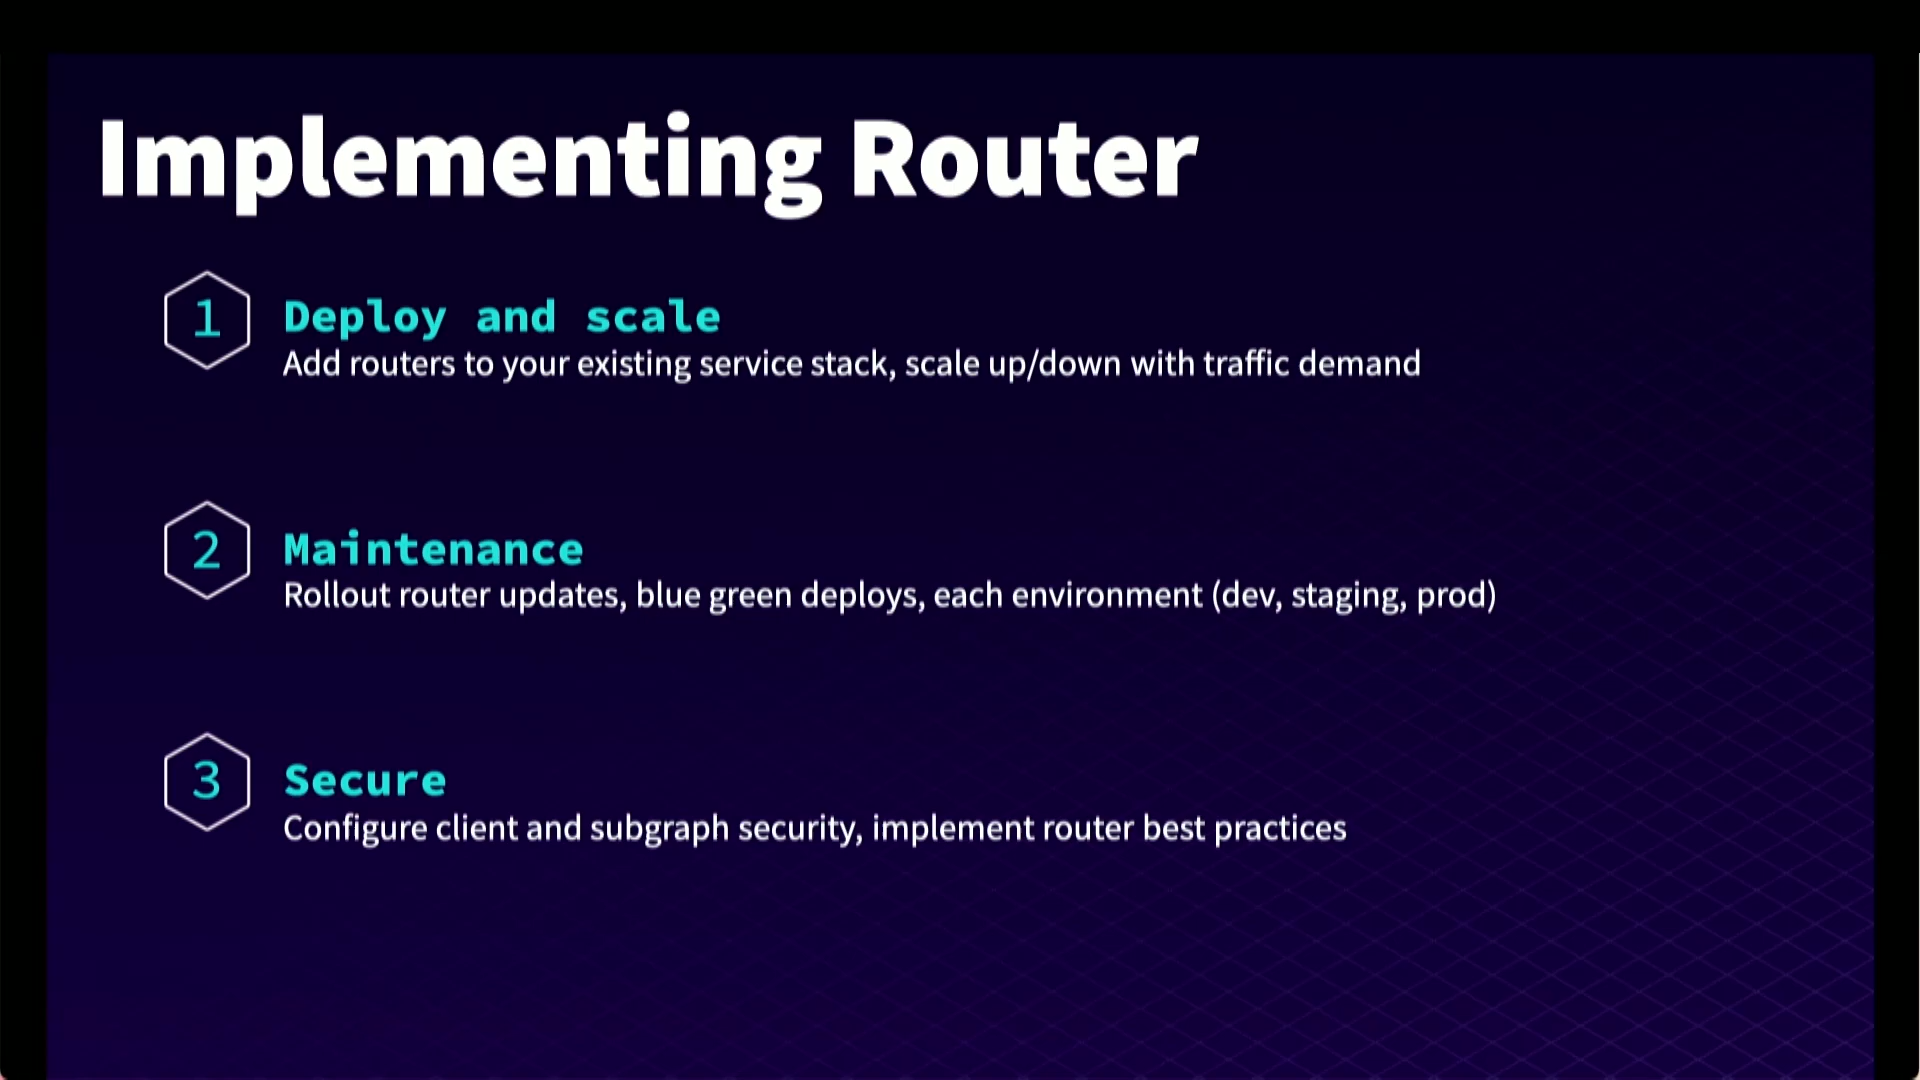 Implementing Router
1
Deploy and scale
Add routers to your existing service stack, scale up/down with traffic demand
2
Maintenance
Rollout router updates, blue green deploys, each environment (dev, staging, prod)
3
Secure
Configure client and subgraph security, implement router best practices